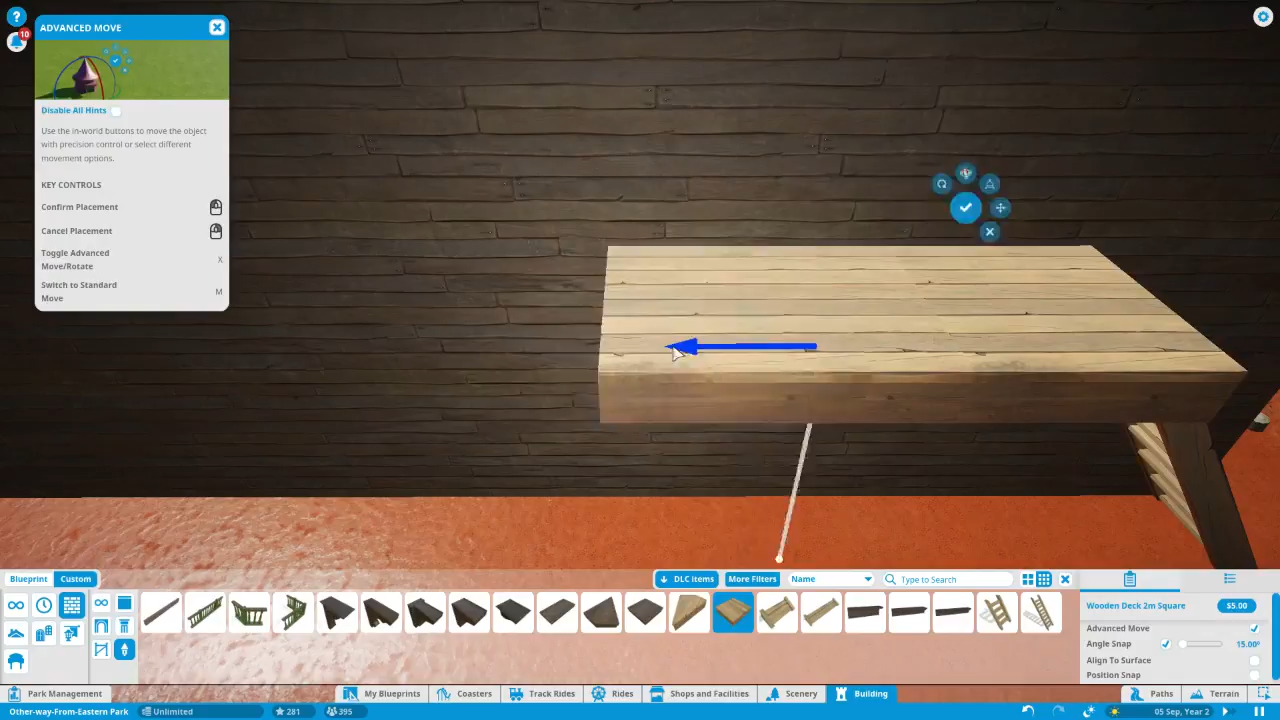 ?
10
ADVANCED MOVE
Disable All Hints
Use the in-world buttons to move the object
with precision control or select different
movement options.
KEY CONTROLS
Confirm Placement
Cancel Placement
Toggle Advanced
Move/Rotate
X
Switch to Standard
Move
M
Blueprint
Custom
DLC Items
More Filters
Name
Type to Search
Wooden Deck 2m Square
$5.00
Advanced Move
Angle Snap
15.00°
Align To Surface
Position Snap
Park Management
My Blueprints
Coasters
Track Rides
Rides
Shops and Facilities
Scenery
Building
Paths
Terrain
Other-way-From-Eastern Park
Unlimited
281
395
05 Sep, Year 2